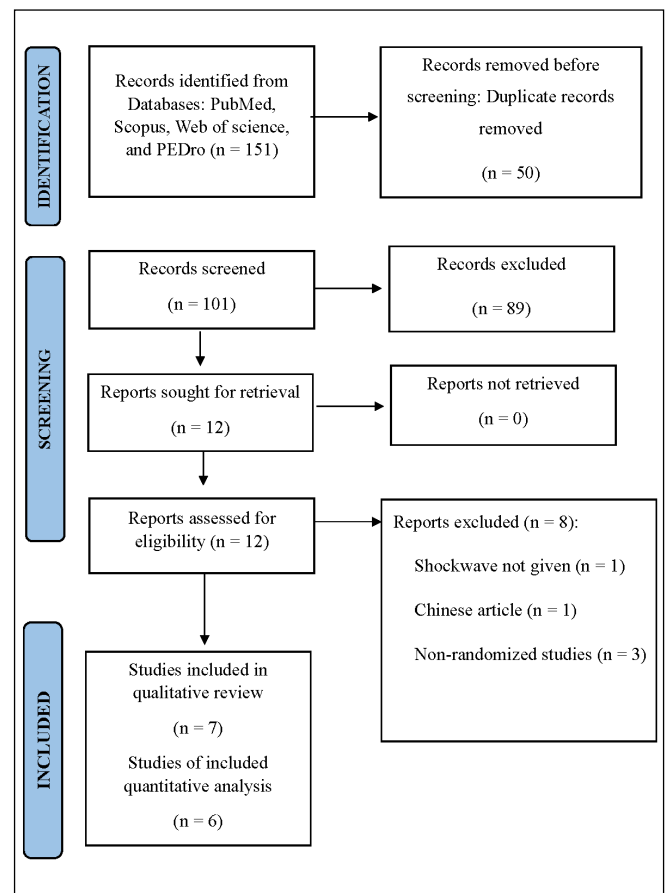 IDENTIFICATION
Records identified from
Databases: PubMed,
Scopus, Web of science,
and PEDro (n = 151)
Records removed before
screening: Duplicate records
removed
(n = 50)
SCREENING
Records screened
(n = 101)
Records excluded
(n = 89)
Reports sought for retrieval
(n = 12)
Reports not retrieved
(n = 0)
Reports assessed for
eligibility (n = 12)
Reports excluded (n = 8):
Shockwave not given (n = 1)
Chinese article (n = 1)
Non-randomized studies (n = 3)
INCLUDED
Studies included in
qualitative review
(n = 7)
Studies of included
quantitative analysis
(n = 6)